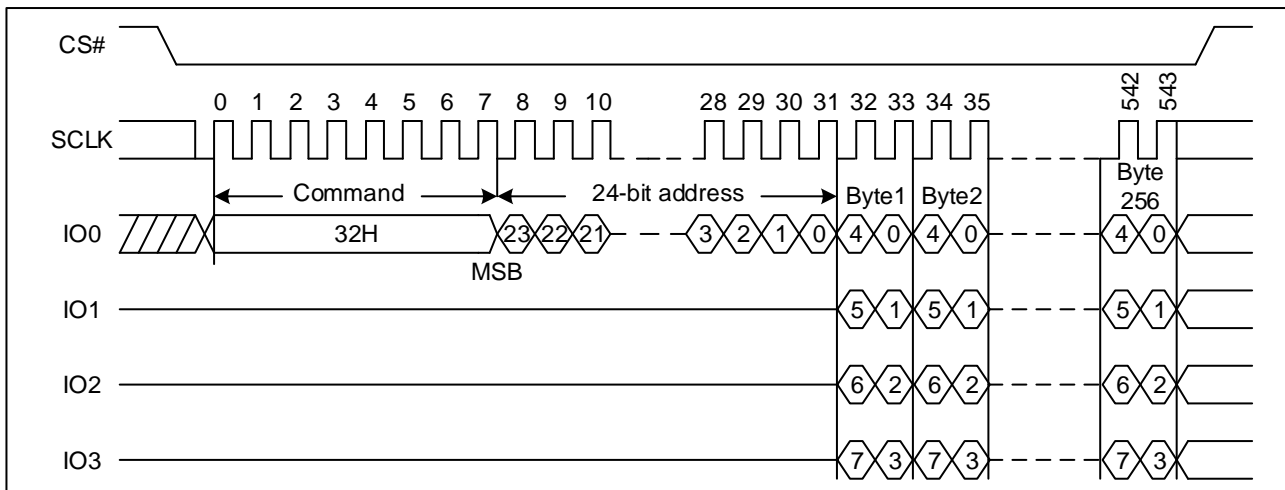 CS#
0 1 2 3 4 5 6 7 8 9 10 28 29 30 31 32 33 34 35 542 543
SCLK
Command 24-bit address Byte1 Byte2 Byte
256
IO0 32H 23 22 21 3 2 1 0 4 0 4 0 4 0
MSB
IO1 5 1 5 1 5 1
IO2 6 2 6 2 6 2
IO3 7 3 7 3 7 3